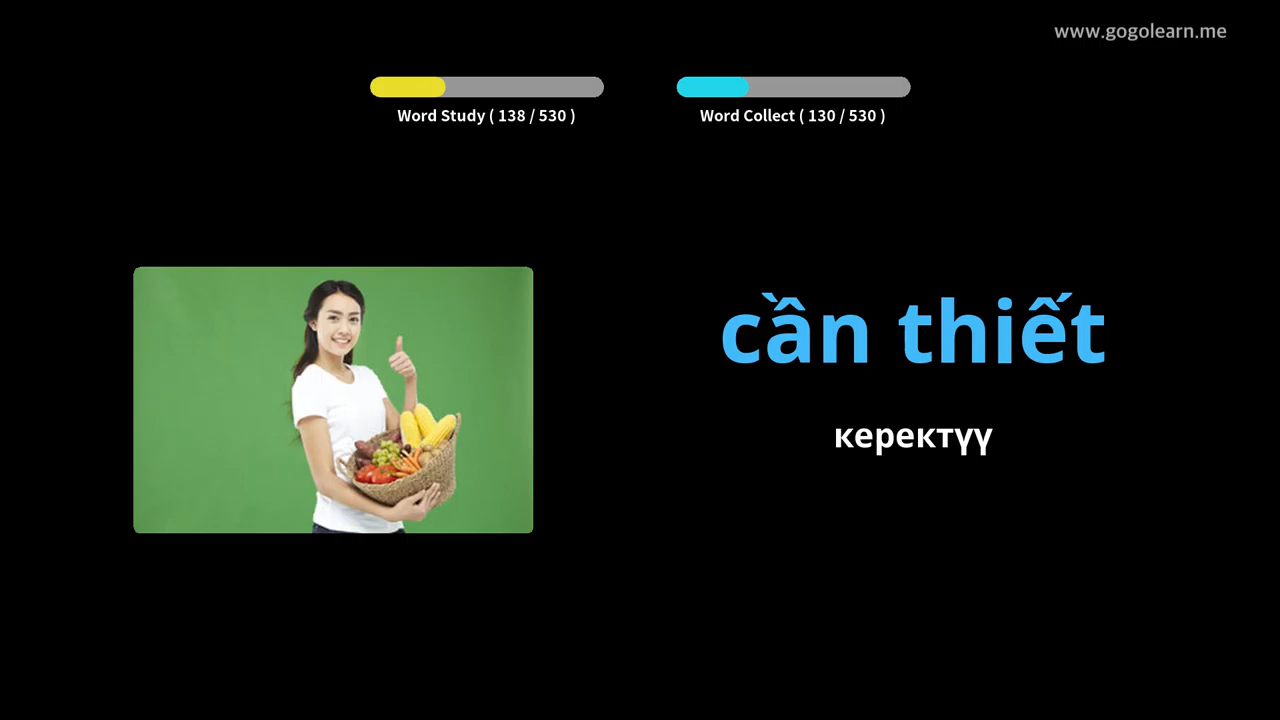 www.gogolearn.me
Word Study ( 138 / 530 )
Word Collect ( 130 / 530 )
cần thiết
керектүү